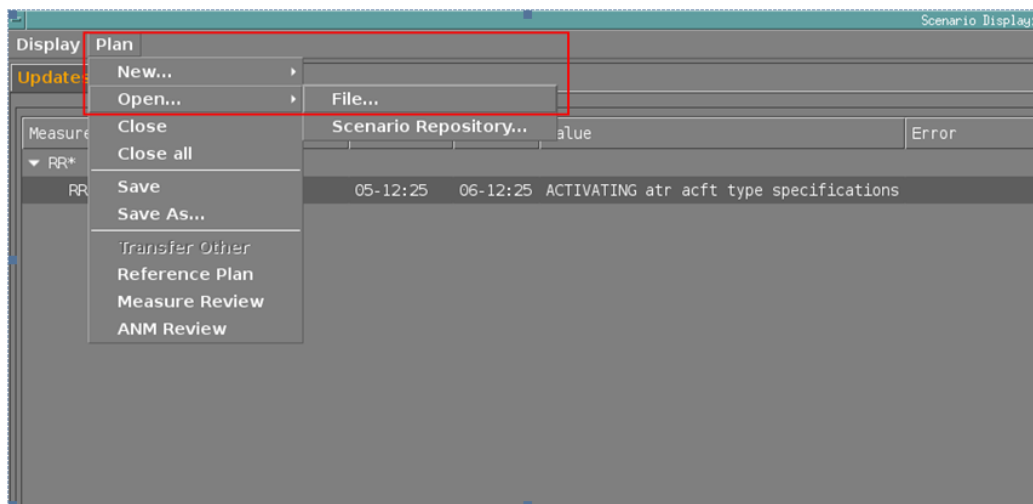 Scenario Display:
Display Plan
Updates
New...
Open... File...
Close Scenario Repository...
Measure alue Error
Close all
RR*
Save
RR 05-12:25 06-12:25 ACTIVATING atr acft type specifications
Save As...
Transfer Other
Reference Plan
Measure Review
ANM Review